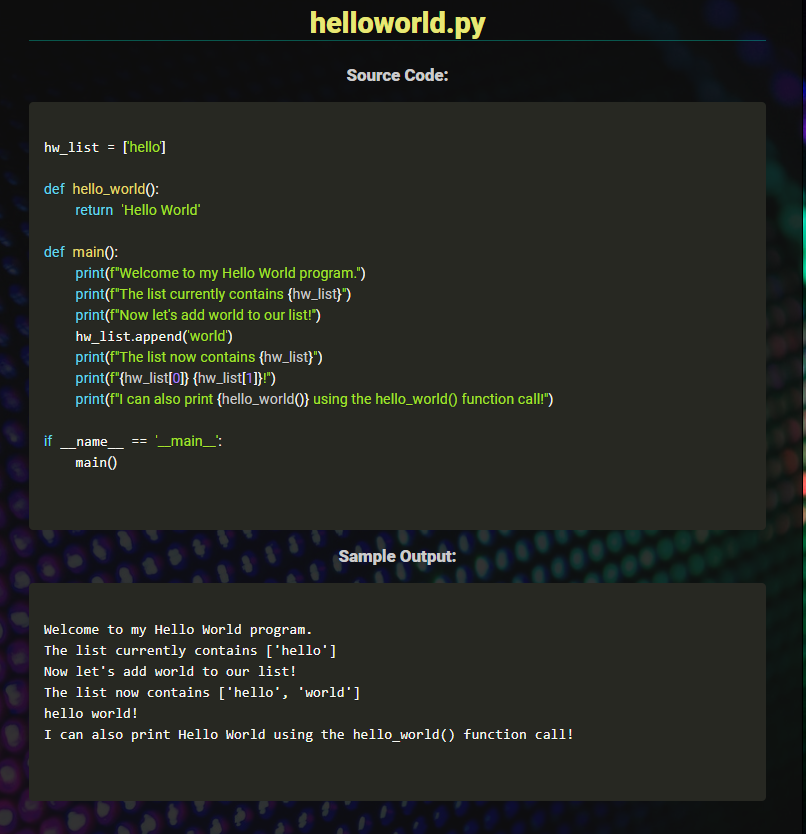 helloworld.py
Source Code:
hw_list = ['hello']
def hello_world():
    return 'Hello World'
def main():
    print(f"Welcome to my Hello World program.")
    print(f"The list currently contains {hw_list}")
    print(f"Now let's add world to our list!")
    hw_list.append('world')
    print(f"The list now contains {hw_list}")
    print(f"{hw_list[0]} {hw_list[1]}!")
    print(f"I can also print {hello_world()} using the hello_world() function call!")
if __name__ == '__main__':
    main()
Sample Output:
Welcome to my Hello World program.
The list currently contains ['hello']
Now let's add world to our list!
The list now contains ['hello', 'world']
hello world!
I can also print Hello World using the hello_world() function call!